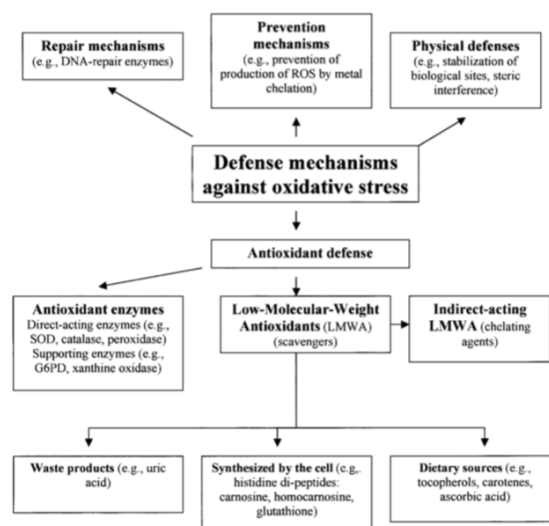 Repair mechanisms
(e.g., DNA-repair enzymes)
Prevention
mechanisms
(e.g., prevention of
production of ROS by metal
chelation)
Physical defenses
(e.g., stabilization of
biological sites, steric
interference)
Defense mechanisms
against oxidative stress
Antioxidant defense
Antioxidant enzymes
Direct-acting enzymes (e.g.,
SOD, catalase, peroxidase)
Supporting enzymes (e.g.,
G6PD, xanthine oxidase)
Low-Molecular-Weight
Antioxidants (LMWA)
(scavengers)
Indirect-acting
LMWA (chelating
agents)
Waste products (e.g., uric
acid)
Synthesized by the cell (e.g,.
histidine di-peptides:
carnosine, homocarnosine,
glutathione)
Dietary sources (e.g.,
tocopherols, carotenes,
ascorbic acid)